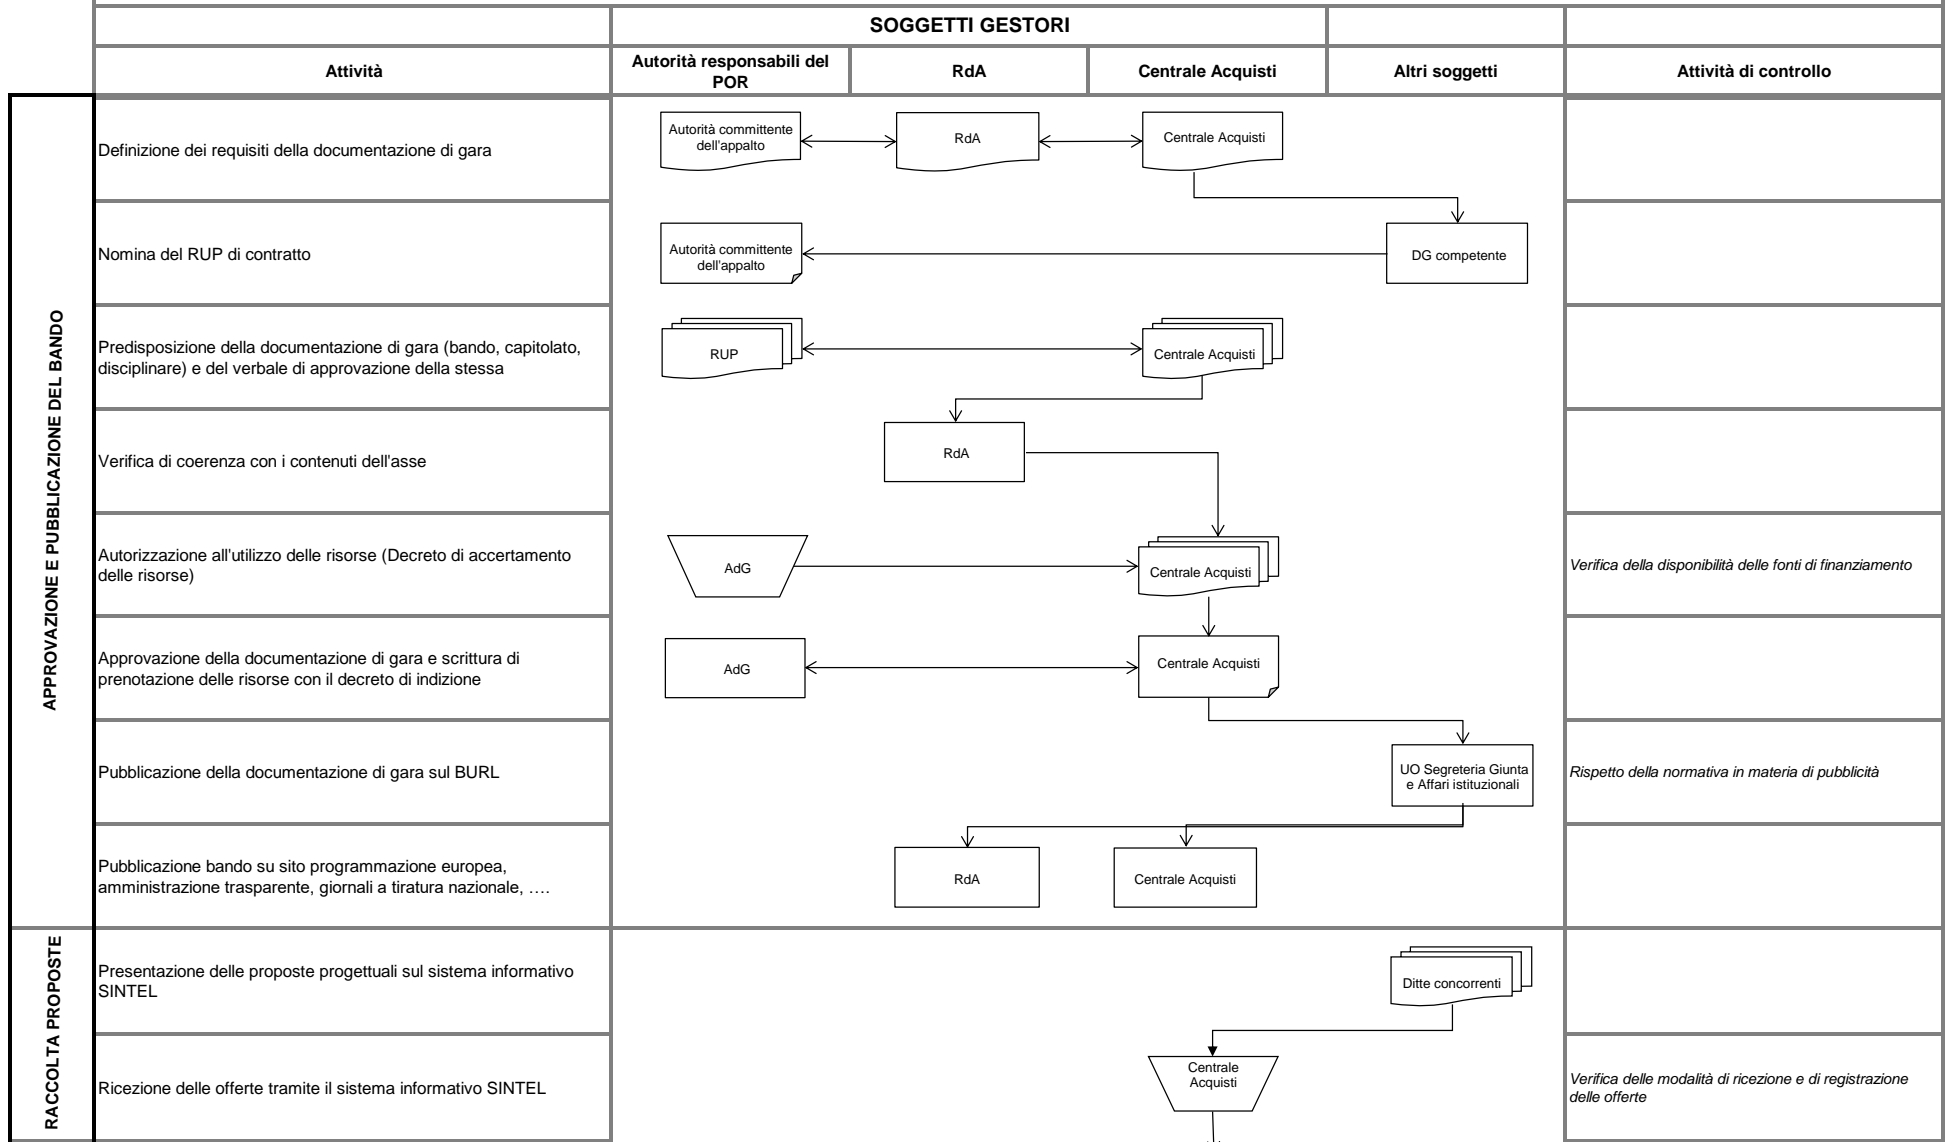 SOGGETTI GESTORI
Attività
Autorità responsabili del
POR
RdA
Centrale Acquisti
Altri soggetti
Attività di controllo
APPROVAZIONE E PUBBLICAZIONE DEL BANDO
Definizione dei requisiti della documentazione di gara
Autorità committente
dell'appalto
RdA
Centrale Acquisti
Nomina del RUP di contratto
Autorità committente
dell'appalto
DG competente
Predisposizione della documentazione di gara (bando, capitolato,
disciplinare) e del verbale di approvazione della stessa
RUP
Centrale Acquisti
Verifica di coerenza con i contenuti dell'asse
RdA
Autorizzazione all'utilizzo delle risorse (Decreto di accertamento
delle risorse)
AdG
Centrale Acquisti
Verifica della disponibilità delle fonti di finanziamento
Approvazione della documentazione di gara e scrittura di
prenotazione delle risorse con il decreto di indizione
AdG
Centrale Acquisti
Pubblicazione della documentazione di gara sul BURL
UO Segreteria Giunta
e Affari istituzionali
Rispetto della normativa in materia di pubblicità
Pubblicazione bando su sito programmazione europea,
amministrazione trasparente, giornali a tiratura nazionale, ….
RdA
Centrale Acquisti
RACCOLTA PROPOSTE
Presentazione delle proposte progettuali sul sistema informativo
SINTEL
Ditte concorrenti
Ricezione delle offerte tramite il sistema informativo SINTEL
Centrale
Acquisti
Verifica delle modalità di ricezione e di registrazione
delle offerte